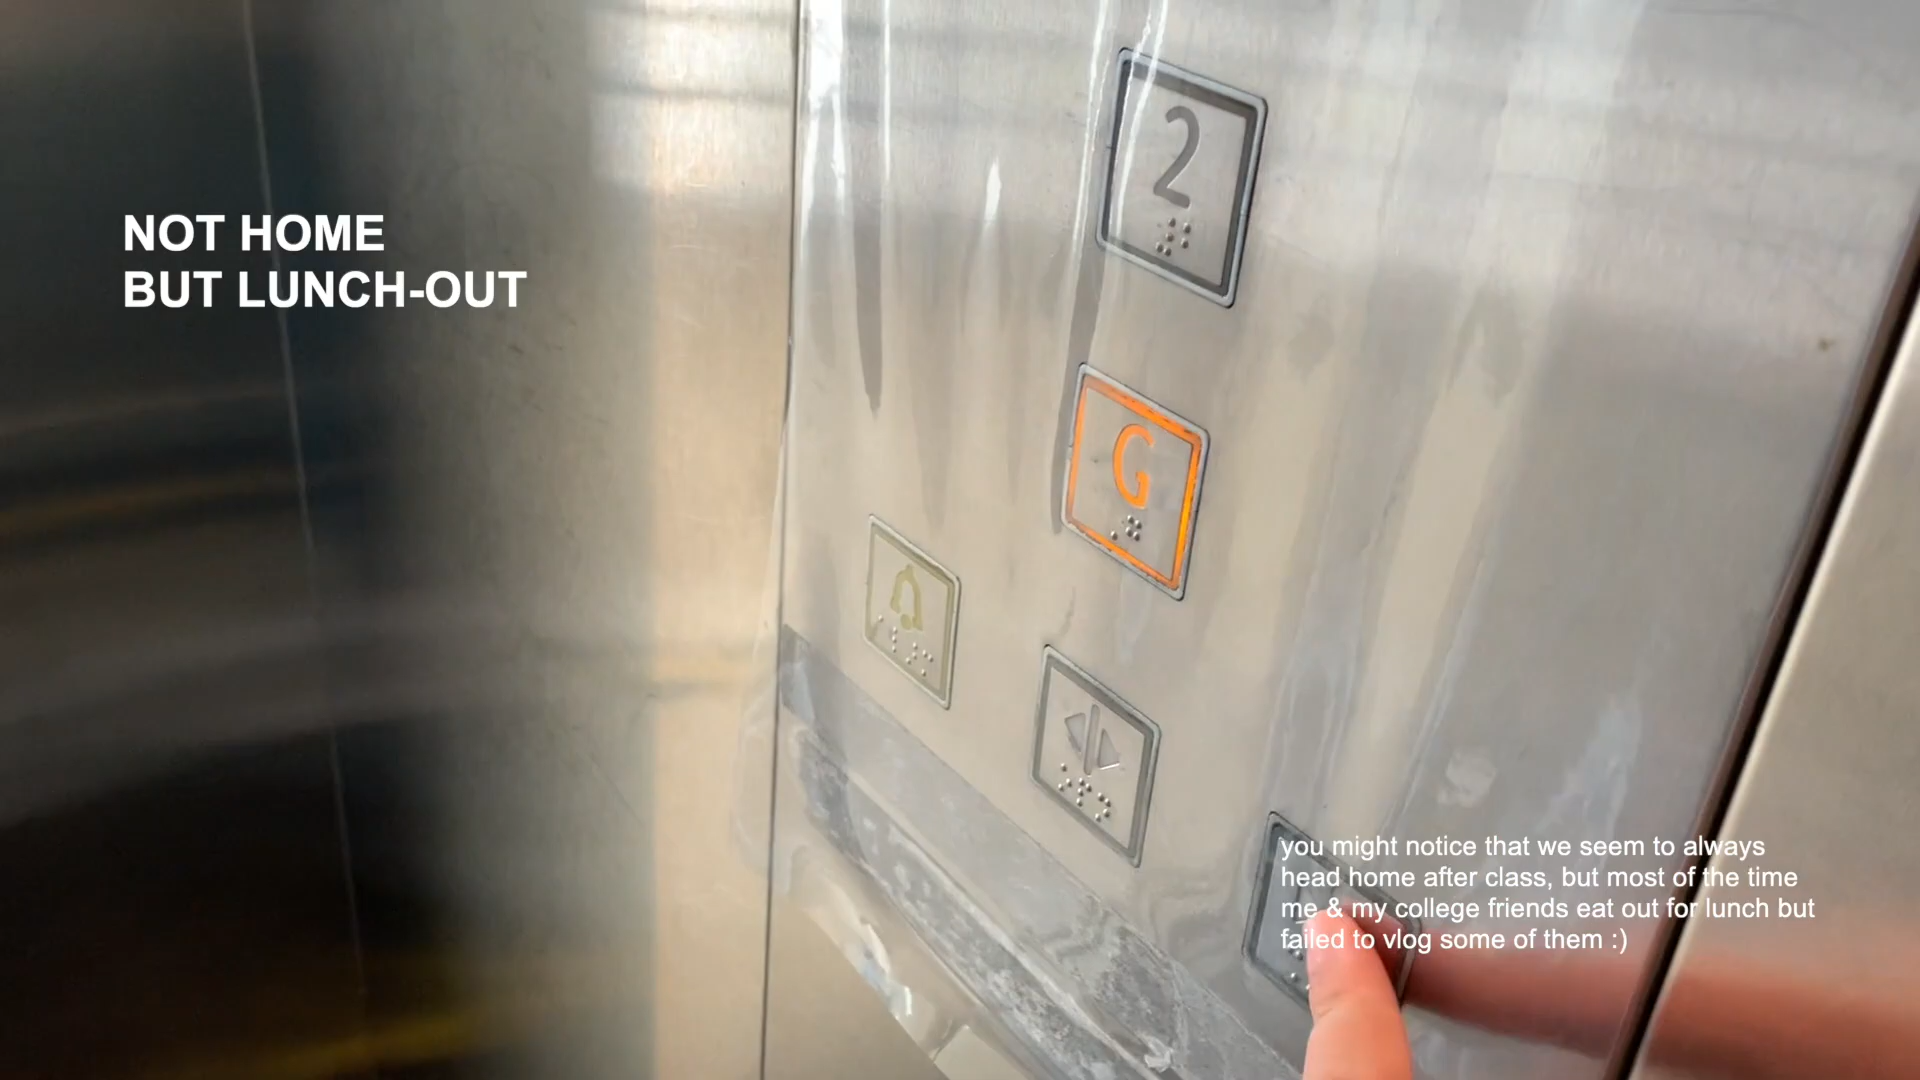 NOT HOME
BUT LUNCH-OUT
2
G
you might notice that we seem to always
head home after class, but most of the time
me & my college friends eat out for lunch but
failed to vlog some of them :)